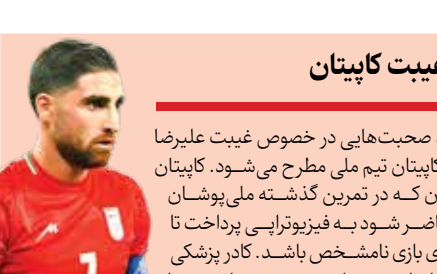 غیبت کاپیتان
صحبت‌هایی در خصوص غیبت علیرضا
کاپیتان تیم ملی مطرح می‌شود. کاپیتان
که در تمرین گذشته ملی‌پوشان
شود به فیزیوتراپی پرداخت تا
بازی نامشخص باشد. کادر پزشکی
7